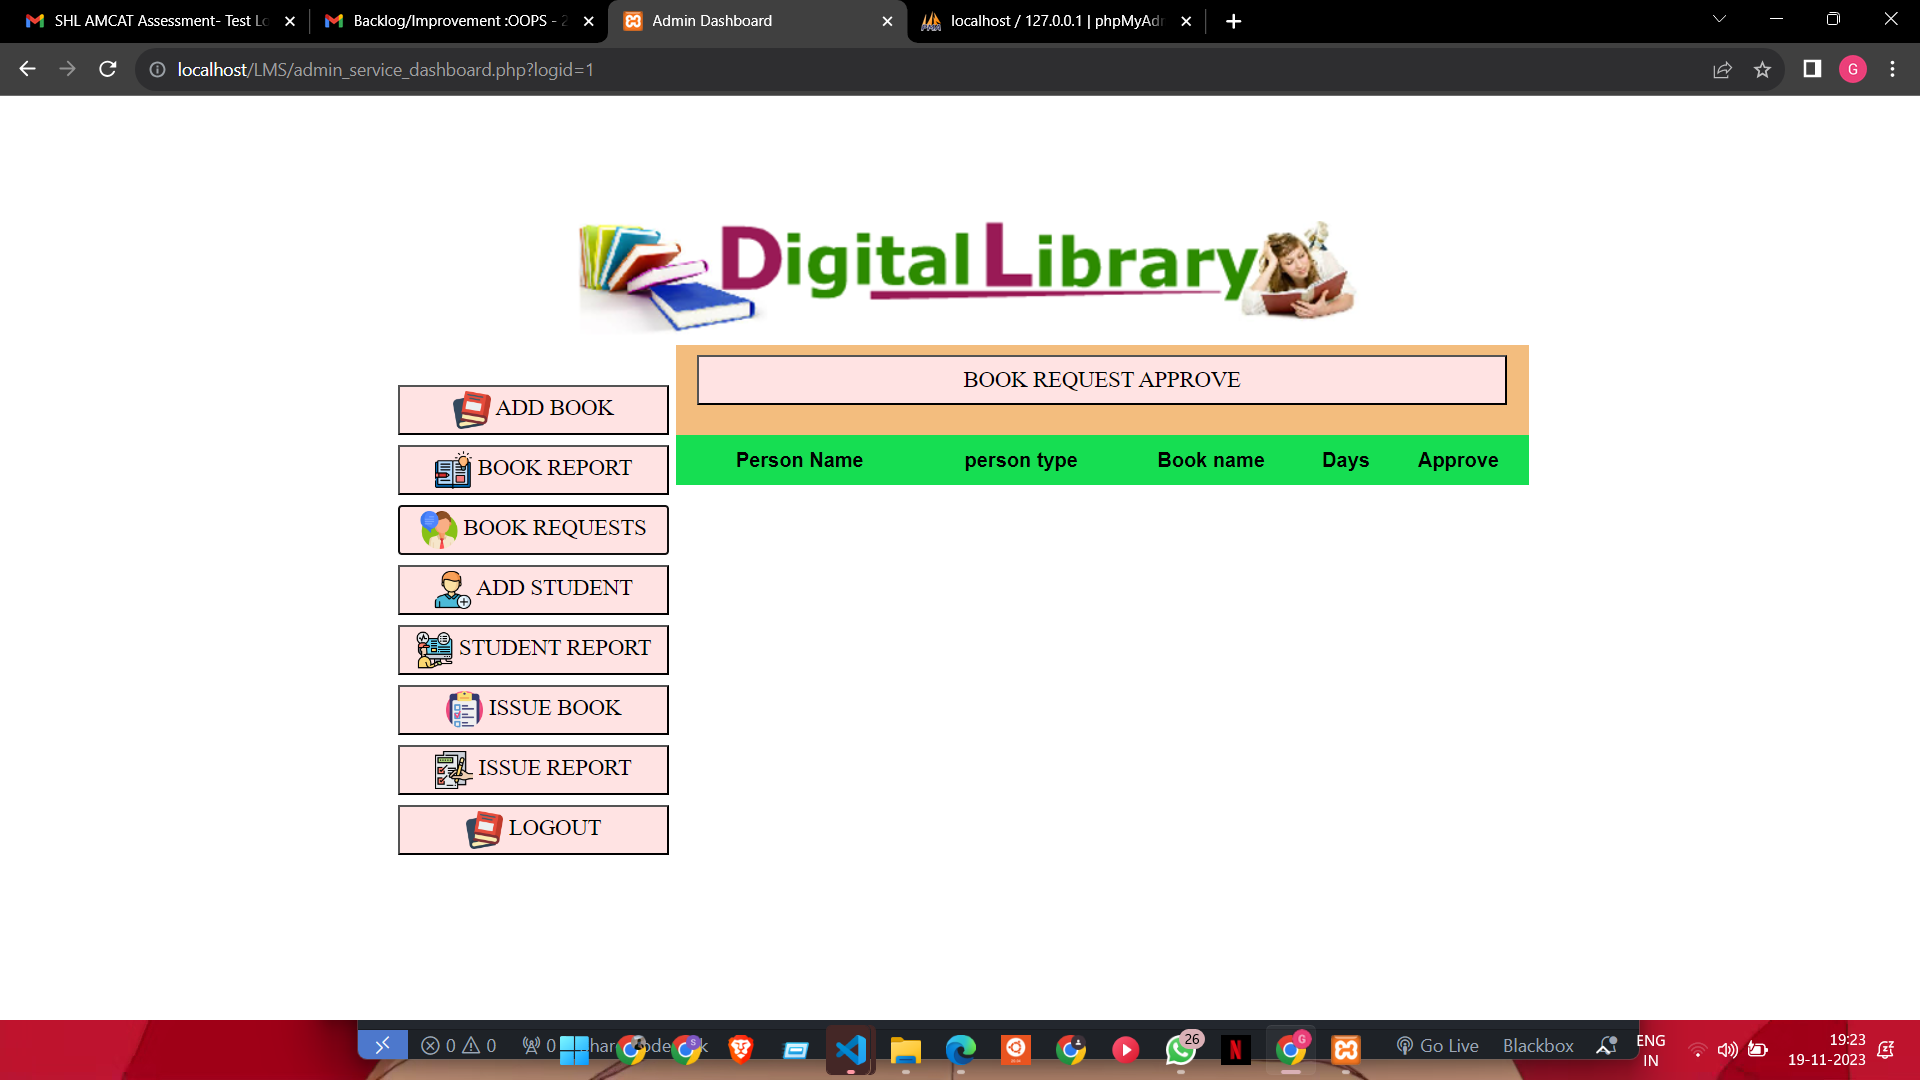 SHL AMCAT Assessment- Test Lo
Backlog/Improvement :OOPS - 2
Admin Dashboard
localhost / 127.0.0.1 | phpMyAdm
localhost/LMS/admin_service_dashboard.php?logid=1
G
Digital Library
BOOK REQUEST APPROVE
Person Name person type Book name Days Approve
ADD BOOK
BOOK REPORT
BOOK REQUESTS
ADD STUDENT
STUDENT REPORT
ISSUE BOOK
ISSUE REPORT
LOGOUT
0 0 0
S
26
N
G
Go Live
Blackbox
ENG
IN
19:23
19-11-2023